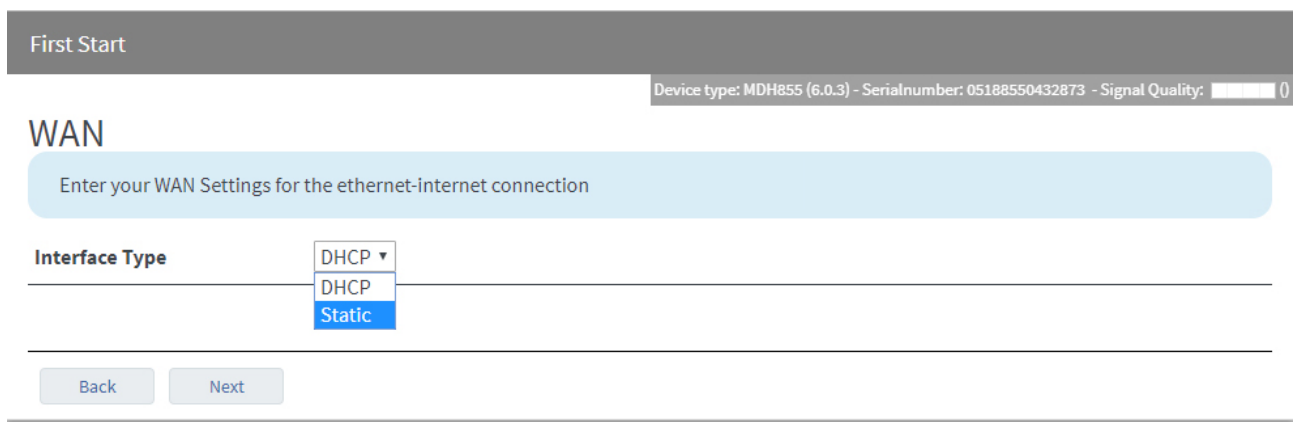 First Start
Device type: MDH855 (6.0.3) - Serialnumber: 05188550432873 - Signal Quality: ()
WAN
Enter your WAN Settings for the ethernet-internet connection
Interface Type DHCP ▾
DHCP
Static
Back Next